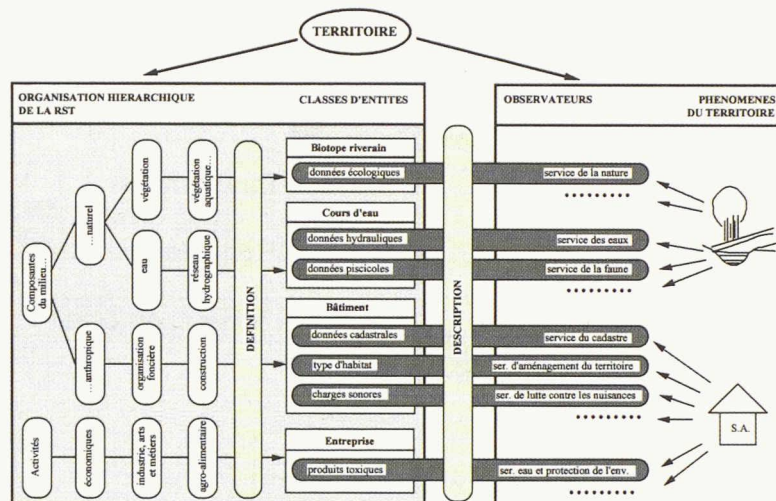 TERRITOIRE
ORGANISATION HIERARCHIQUE
DE LA RST
CLASSES D'ENTITES
OBSERVATEURS
PHENOMENES
DU TERRITOIRE
Composantes
du milieu...
...naturel
...anthropique
végétation
eau
organisation
foncière
végétation
aquatique...
réseau
hydrographique
construction
Activités
économiques
industrie, arts
et métiers
agro-alimentaire
DEFINITION
Biotope riverain
données écologiques
Cours d'eau
données hydrauliques
données piscicoles
Bâtiment
données cadastrales
type d'habitat
charges sonores
Entreprise
produits toxiques
DESCRIPTION
service de la nature
.........
service des eaux
service de la faune
.........
service du cadastre
ser. d'aménagement du territoire
ser. de lutte contre les nuisances
.........
ser. eau et protection de l'env.
.........
S.A.